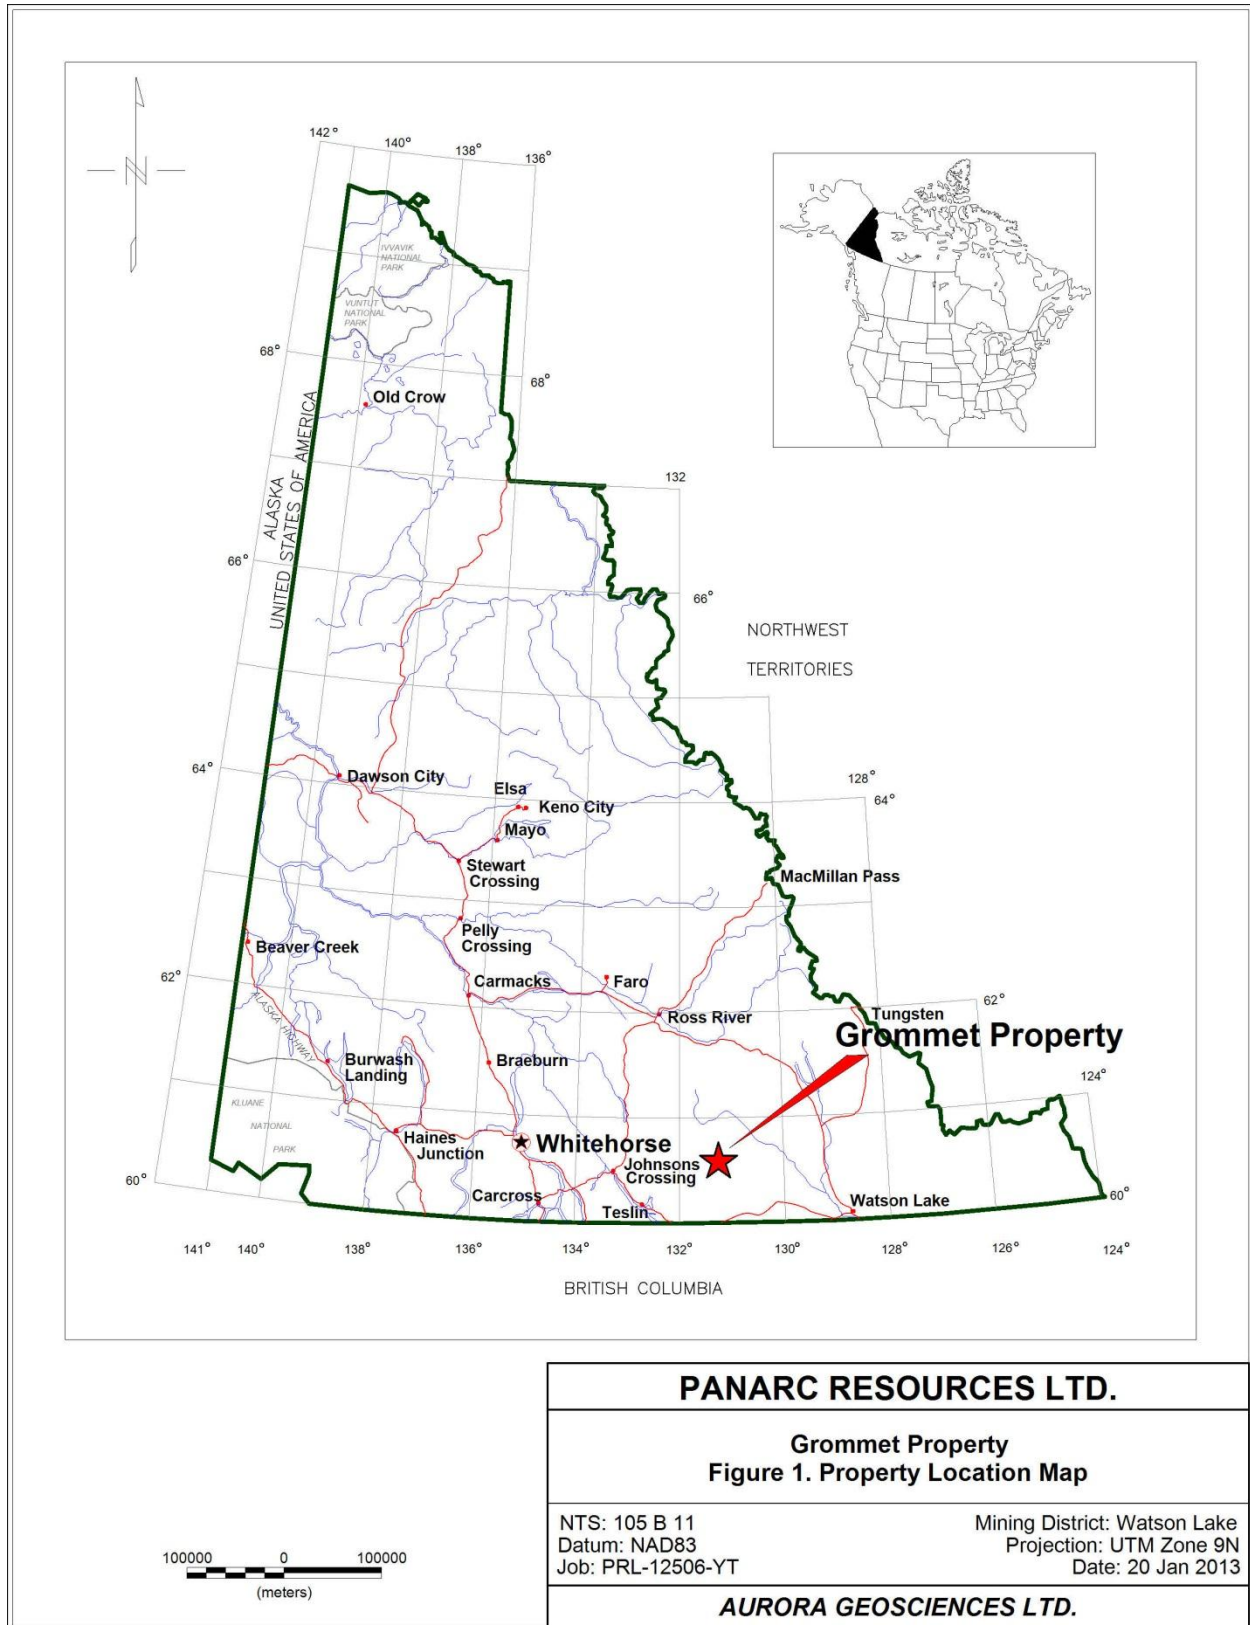 142°
140°
138°
136°
N
IVVAVIK
NATIONAL
PARK
VUNTUT
NATIONAL
PARK
68°
68°
Old Crow
ALASKA
UNITED STATES OF AMERICA
132
66°
66°
NORTHWEST
TERRITORIES
64°
Dawson City
Elsa
Keno City
Mayo
128°
64°
Stewart
Crossing
MacMillan Pass
Pelly
Crossing
Beaver Creek
62°
Carmacks
Faro
ALASKA HIGHWAY
Ross River
62°
Tungsten
Grommet Property
Burwash
Landing
Braeburn
124°
KLUANE
NATIONAL
PARK
Haines
Junction
Whitehorse
Johnsons
Crossing
60°
Carcross
Teslin
Watson Lake
60°
141°
140°
138°
136°
134°
132°
130°
128°
126°
124°
BRITISH COLUMBIA
PANARC RESOURCES LTD.
Grommet Property
Figure 1. Property Location Map
NTS: 105 B 11
Mining District: Watson Lake
Datum: NAD83
Projection: UTM Zone 9N
Job: PRL-12506-YT
Date: 20 Jan 2013
100000 0 100000
(meters)
AURORA GEOSCIENCES LTD.